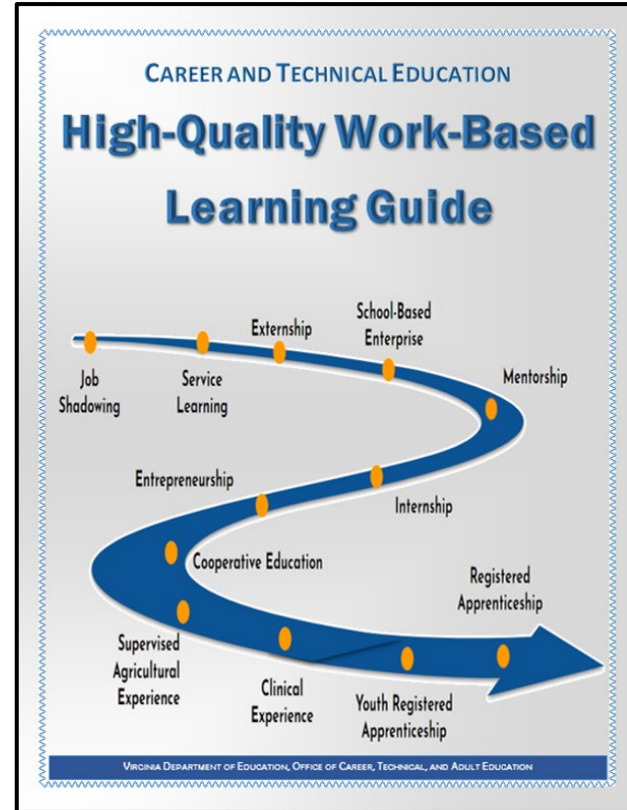 CAREER AND TECHNICAL EDUCATION
High-Quality Work-Based
Learning Guide
Job
Shadowing
Service
Learning
Externship
School-Based
Enterprise
Mentorship
Internship
Entrepreneurship
Cooperative Education
Supervised
Agricultural
Experience
Clinical
Experience
Youth Registered
Apprenticeship
Registered
Apprenticeship
VIRGINIA DEPARTMENT OF EDUCATION, OFFICE OF CAREER, TECHNICAL, AND ADULT EDUCATION